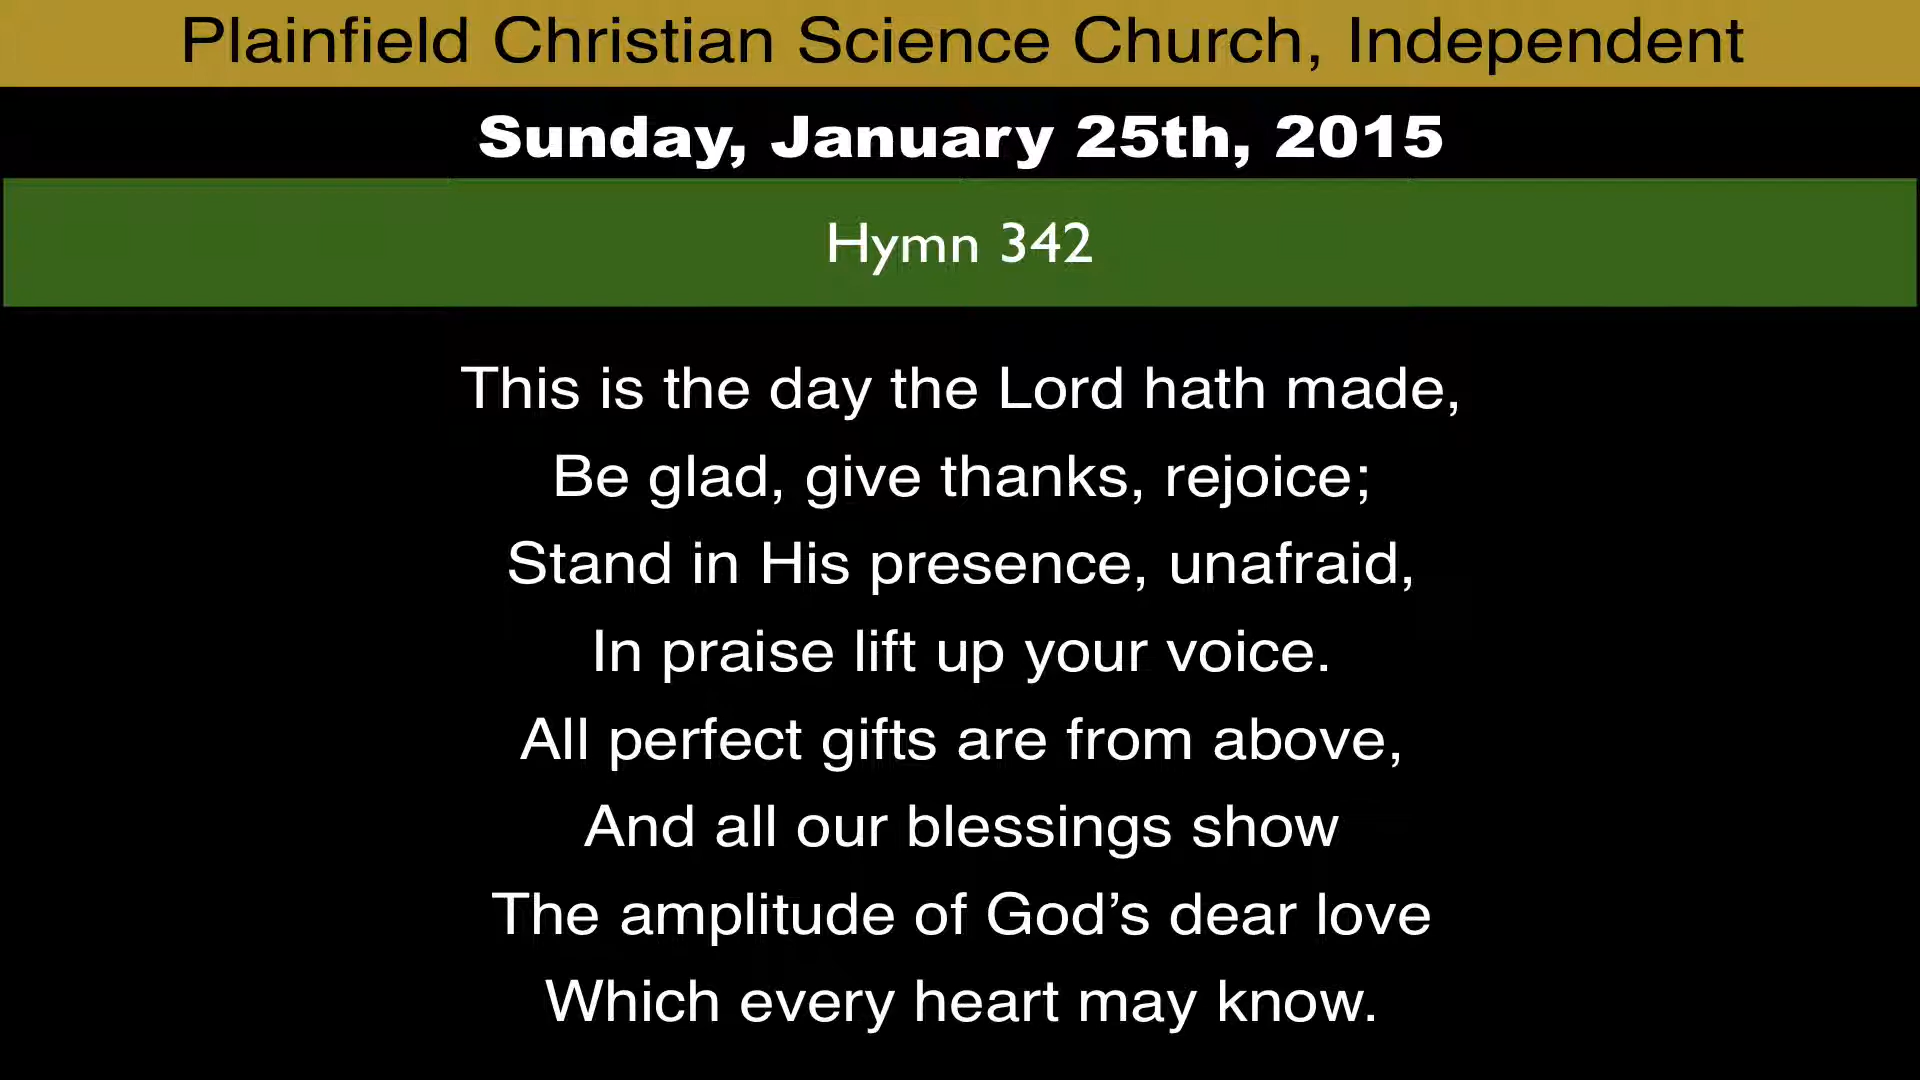 Plainfield Christian Science Church, Independent
Sunday, January 25th, 2015
Hymn 342
This is the day the Lord hath made,
Be glad, give thanks, rejoice;
Stand in His presence, unafraid,
In praise lift up your voice.
All perfect gifts are from above,
And all our blessings show
The amplitude of God’s dear love
Which every heart may know.